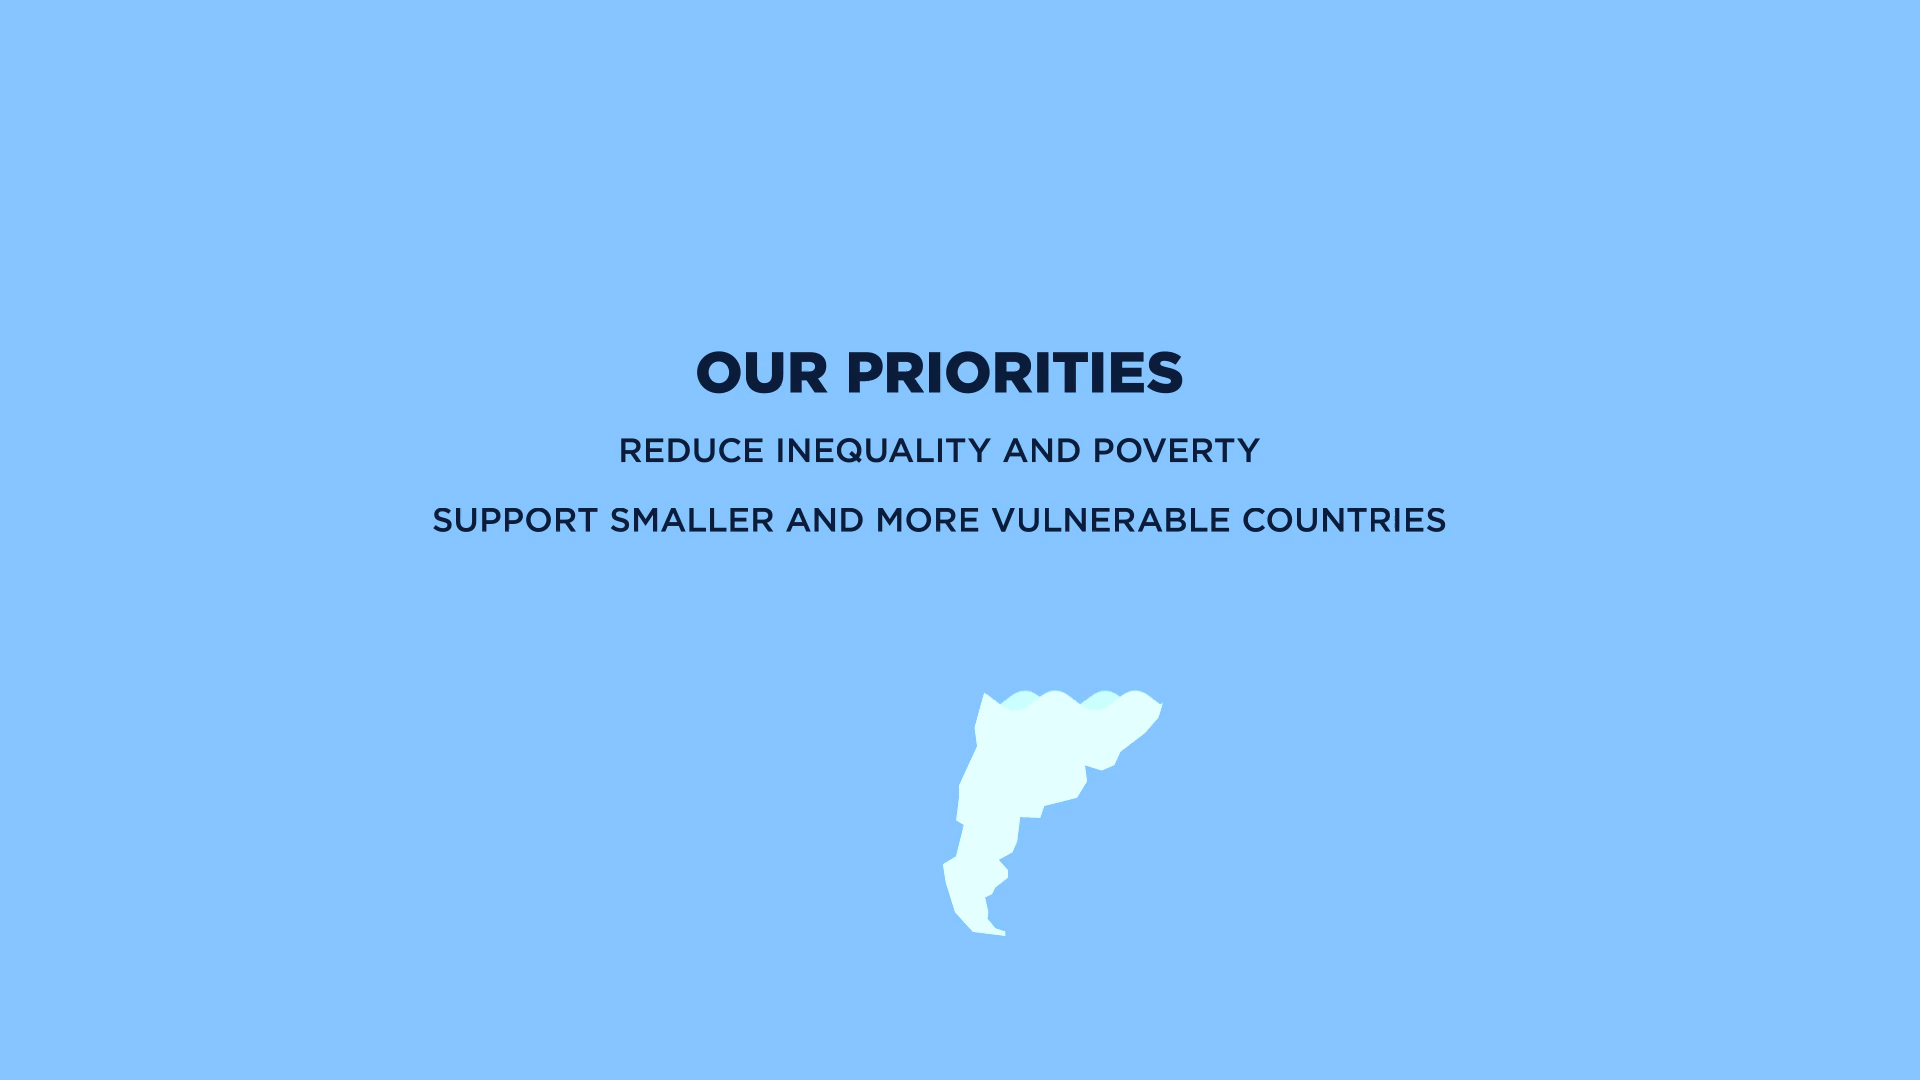 OUR PRIORITIES
REDUCE INEQUALITY AND POVERTY
SUPPORT SMALLER AND MORE VULNERABLE COUNTRIES